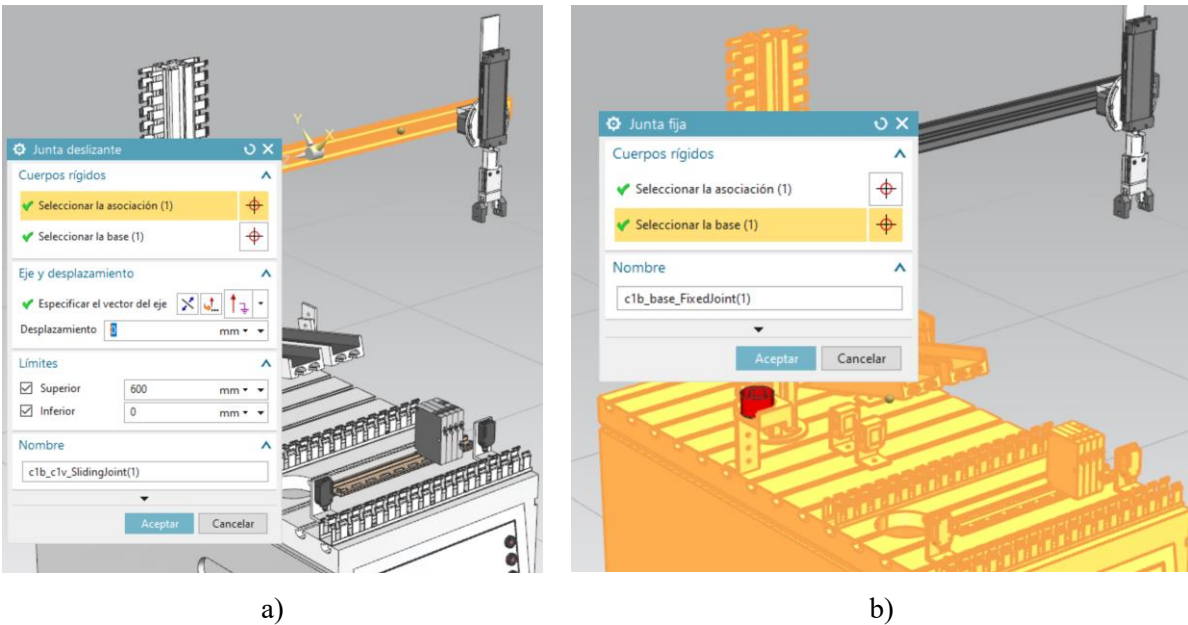 Junta deslizante
Cuerpos rígidos
Seleccionar la asociación (1)
Seleccionar la base (1)
Eje y desplazamiento
Especificar el vector del eje
Desplazamiento 0 mm
Límites
Superior 600 mm
Inferior 0 mm
Nombre
c1b_c1v_SlidingJoint(1)
Aceptar Cancelar
Y
X
Junta fija
Cuerpos rígidos
Seleccionar la asociación (1)
Seleccionar la base (1)
Nombre
c1b_base_FixedJoint(1)
Aceptar Cancelar
a)
b)